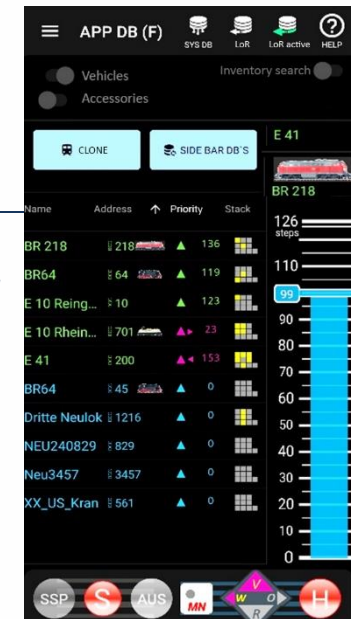 APP DB (F)
SYS DB
LoR
LoR active
HELP
Vehicles
Inventory search
Accessories
CLONE
SIDE BAR DB'S
E 41
BR 218
Name Address Priority Stack
BR 218 218 136
BR64 64 119
E 10 Reing... 10 123
E 10 Rhein... 701 23
E 41 200 153
BR64 45 0
Dritte Neulok 1216 0
NEU240829 829 0
Neu3457 3457 0
XX_US_Kran 561 0
126
steps
110
99
90
80
70
60
50
40
30
20
10
0
SSP
S
AUS
MN
V
W O
R
H